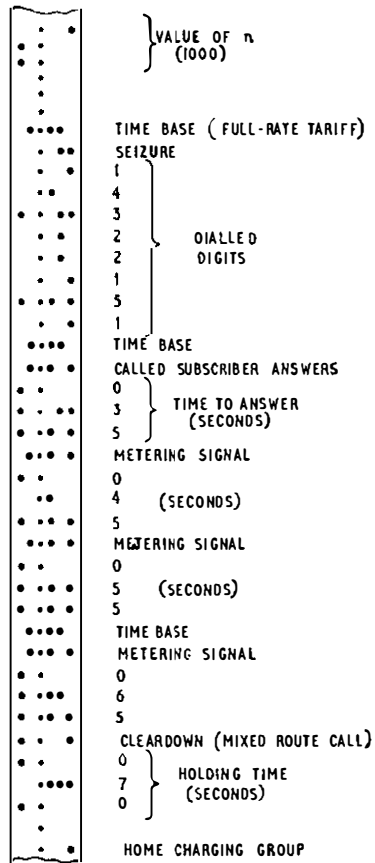 VALUE OF n
(1000)
TIME BASE (FULL-RATE TARIFF)
SEIZURE
1
4
3
2
2
1
5
1
DIALLED
DIGITS
TIME BASE
CALLED SUBSCRIBER ANSWERS
0
3
5
TIME TO ANSWER
(SECONDS)
METERING SIGNAL
0
4
5
(SECONDS)
METERING SIGNAL
0
5
5
(SECONDS)
TIME BASE
METERING SIGNAL
0
6
5
CLEARDOWN (MIXED ROUTE CALL)
0
7
0
HOLDING TIME
(SECONDS)
HOME CHARGING GROUP